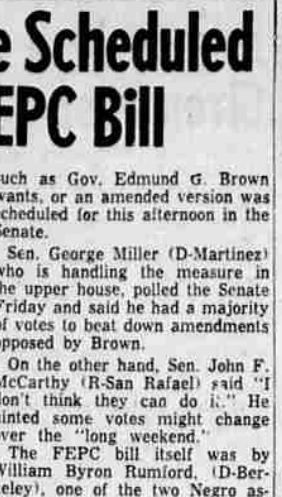 e Scheduled
EPC Bill
uch as Gov. Edmund G. Brown
wants, or an amended version was
scheduled for this afternoon in the
Senate.
Sen. George Miller (D-Martinez)
who is handling the measure in
the upper house, polled the Senate
Friday and said he had a majority
of votes to beat down amendments
opposed by Brown.
On the other hand, Sen. John F.
McCarthy (R-San Rafael) said "I
don't think they can do it." He
hinted some votes might change
over the "long weekend."
The FEPC bill itself was by
William Byron Rumford, (D-Ber-
keley), one of the two Negro as-